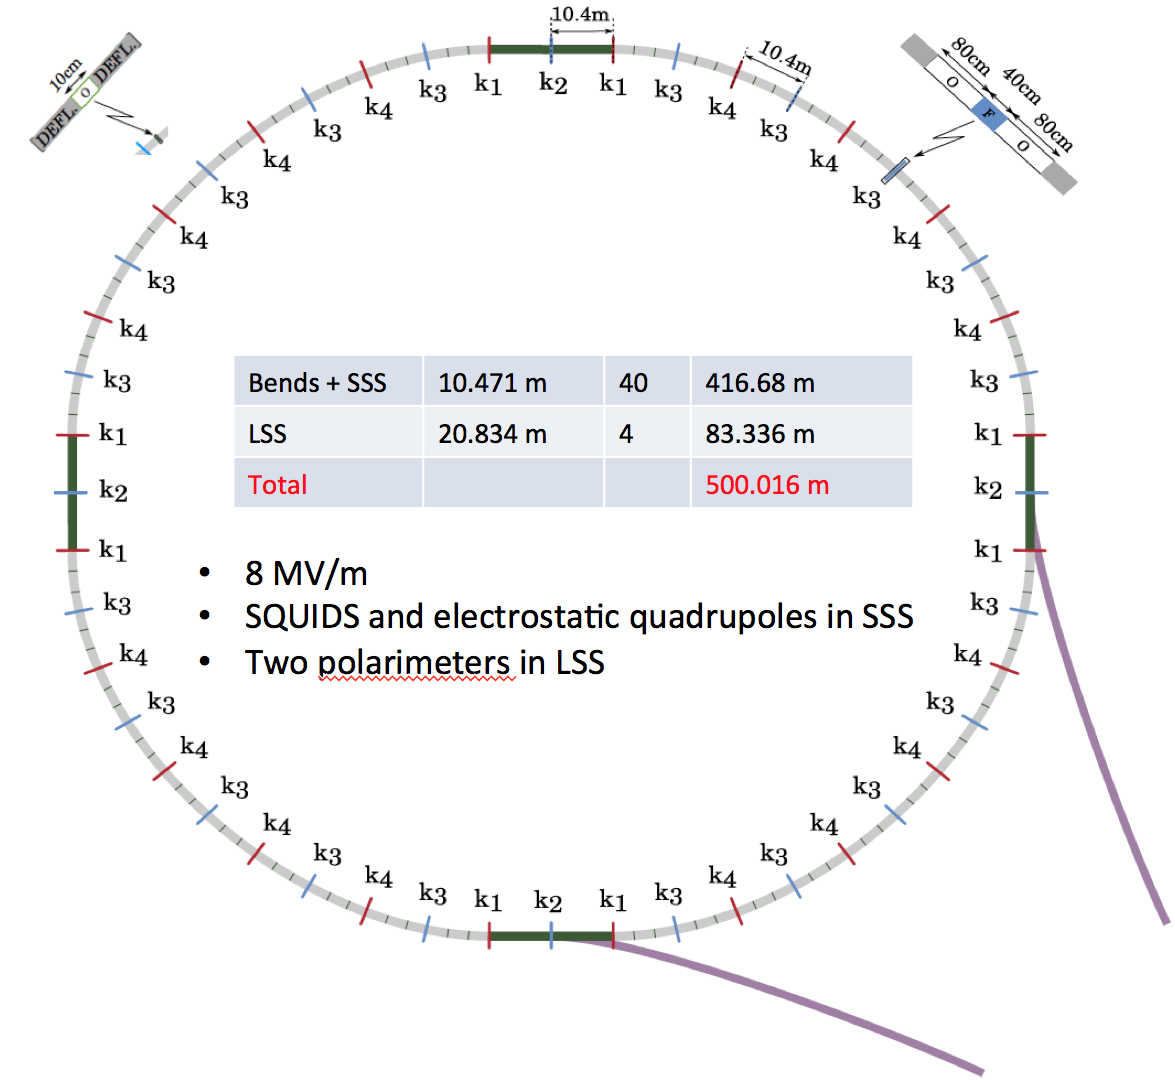 10.4m
10cm
DEFL. O DEFL.
10.4m
80cm 40cm 80cm
O F O
k3 k1 k2 k1 k3
k4 k4
k3 k3
k4 k4
k3 k3
k4 k4
k3 k3
k4 k4
k3 k3
Bends + SSS 10.471 m 40 416.68 m
k1 LSS 20.834 m 4 83.336 m k1
k2 Total 500.016 m k2
k1 k1
• 8 MV/m
k3 • SQUIDS and electrostatic quadrupoles in SSS k3
k4 • Two polarimeters in LSS k4
k3 k3
k4 k4
k3 k3
k4 k4
k3 k3
k4 k4
k3 k1 k2 k1 k3